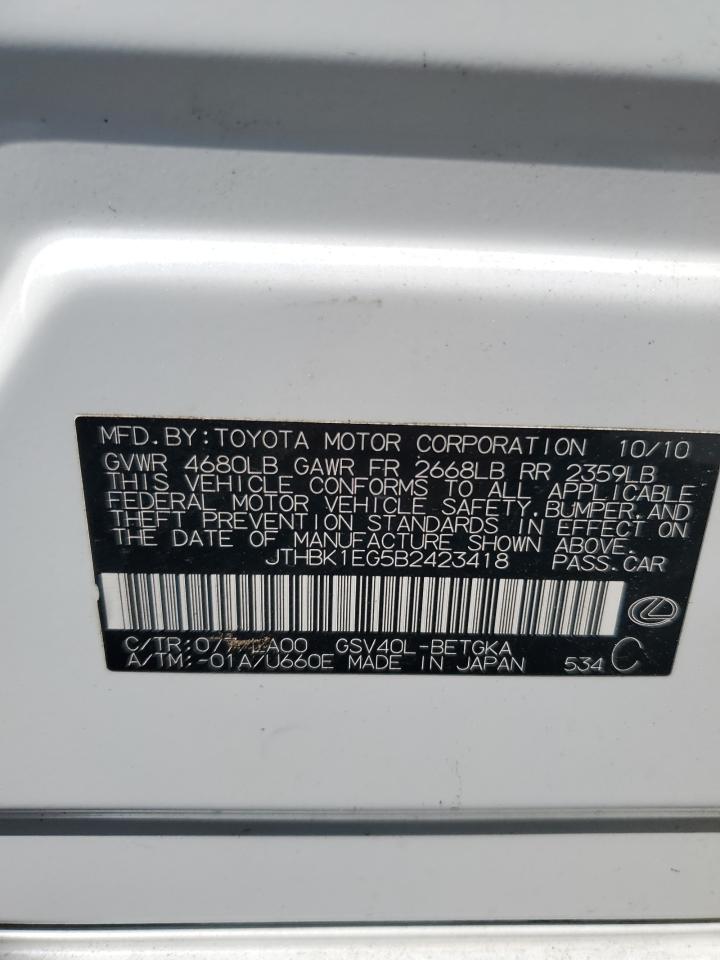 MFD. BY: TOYOTA MOTOR CORPORATION 10/10
GVWR 4680LB GAWR FR 2668LB RR 2359LB
THIS VEHICLE CONFORMS TO ALL APPLICABLE
FEDERAL MOTOR VEHICLE SAFETY, BUMPER, AND
THEFT PREVENTION STANDARDS IN EFFECT ON
THE DATE OF MANUFACTURE SHOWN ABOVE.
JTHBK1EG5B2423418 PASS.CAR
C/TR: GSV40L-BETGKA
A/TM:-01A/U660E MADE IN JAPAN 534 C